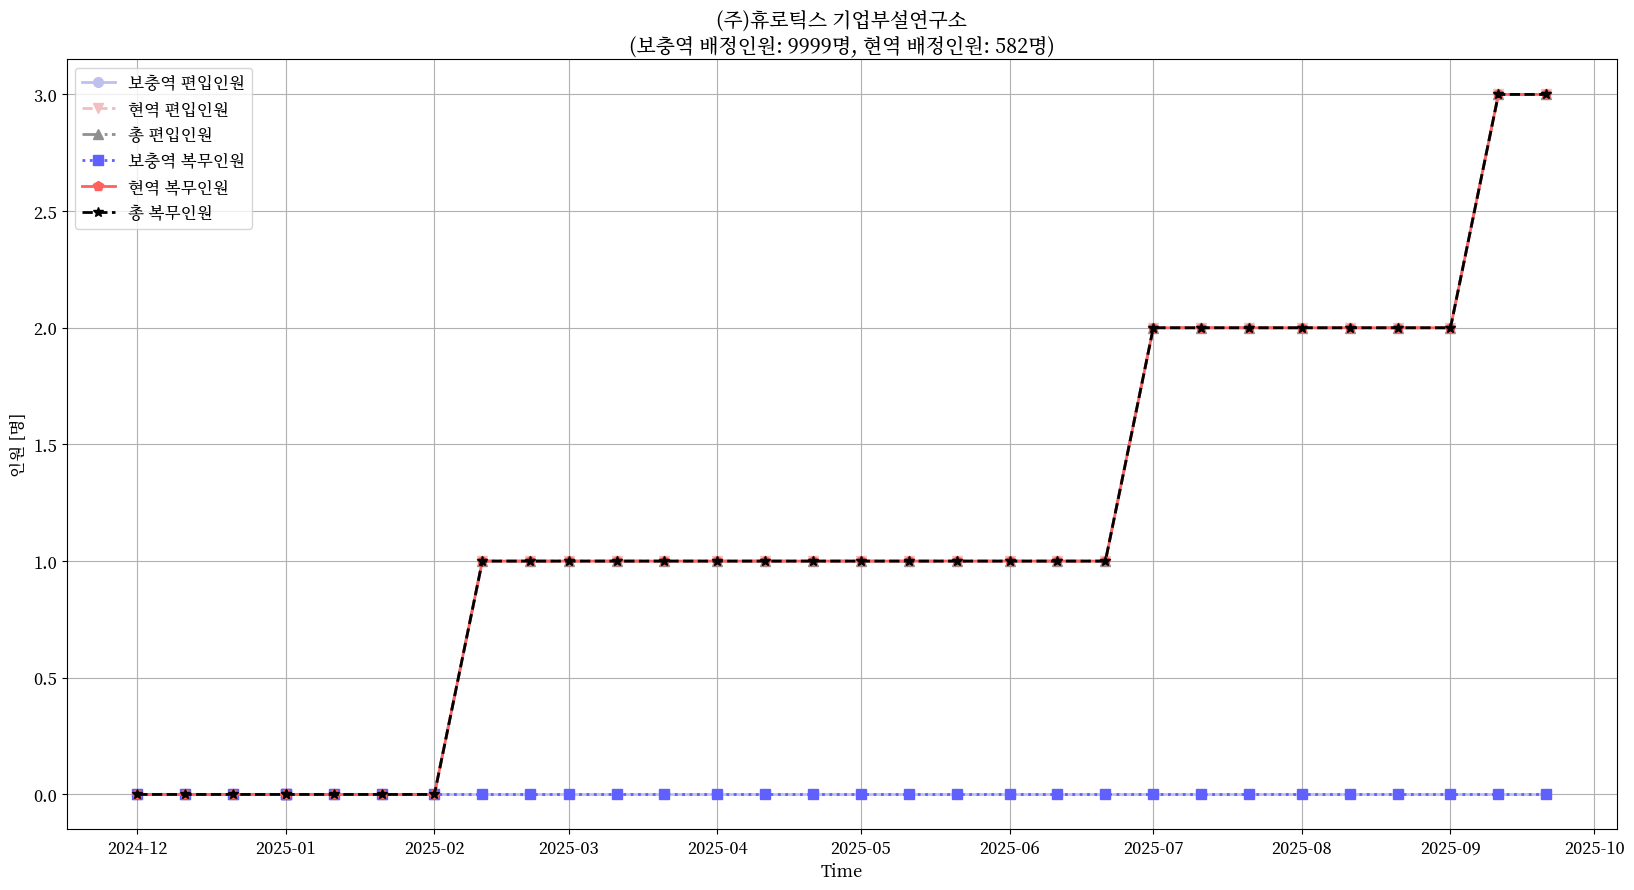 (주)휴로틱스 기업부설연구소
(보충역 배정인원: 9999명, 현역 배정인원: 582명)
보충역 편입인원
현역 편입인원
총 편입인원
보충역 복무인원
현역 복무인원
총 복무인원
3.0
2.5
2.0
1.5
1.0
0.5
0.0
인원 [명]
2024-12 2025-01 2025-02 2025-03 2025-04 2025-05 2025-06 2025-07 2025-08 2025-09 2025-10
Time